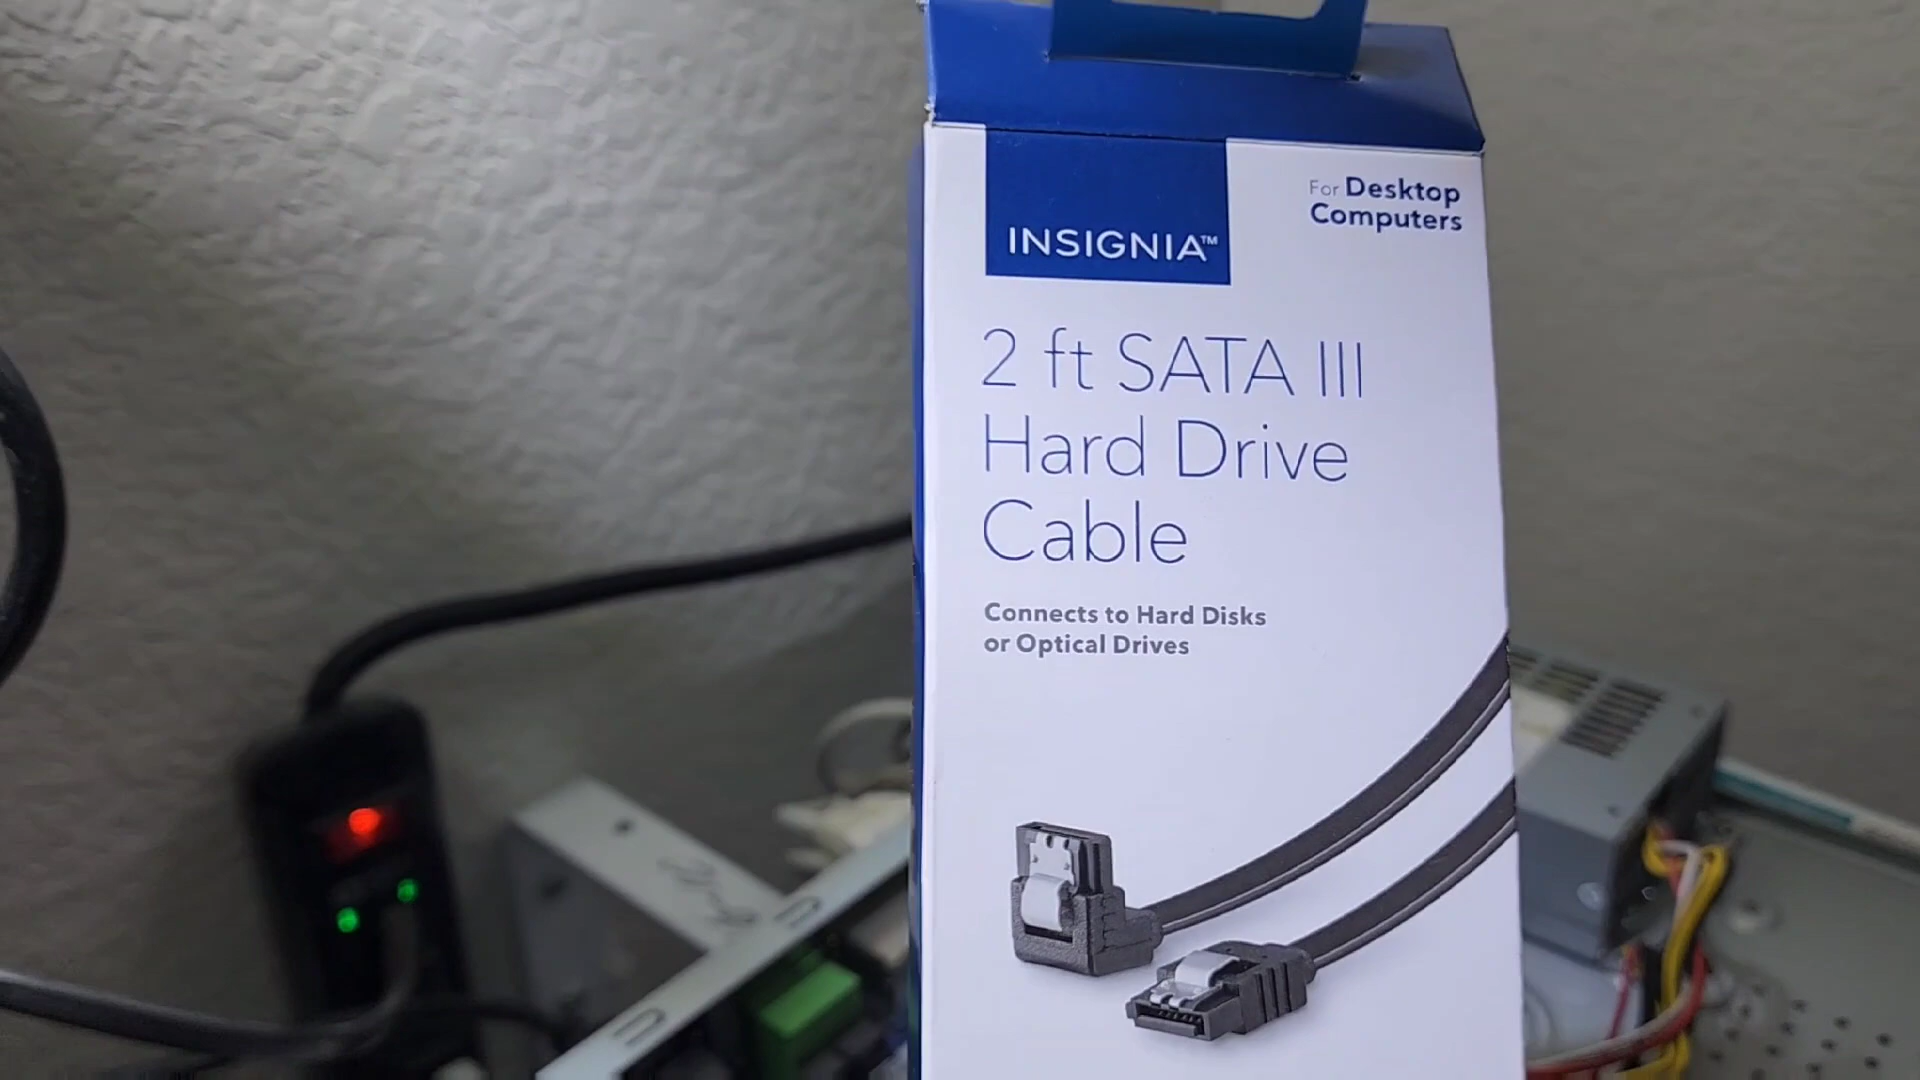 INSIGNIA™
For Desktop
Computers
2 ft SATA III
Hard Drive
Cable
Connects to Hard Disks
or Optical Drives